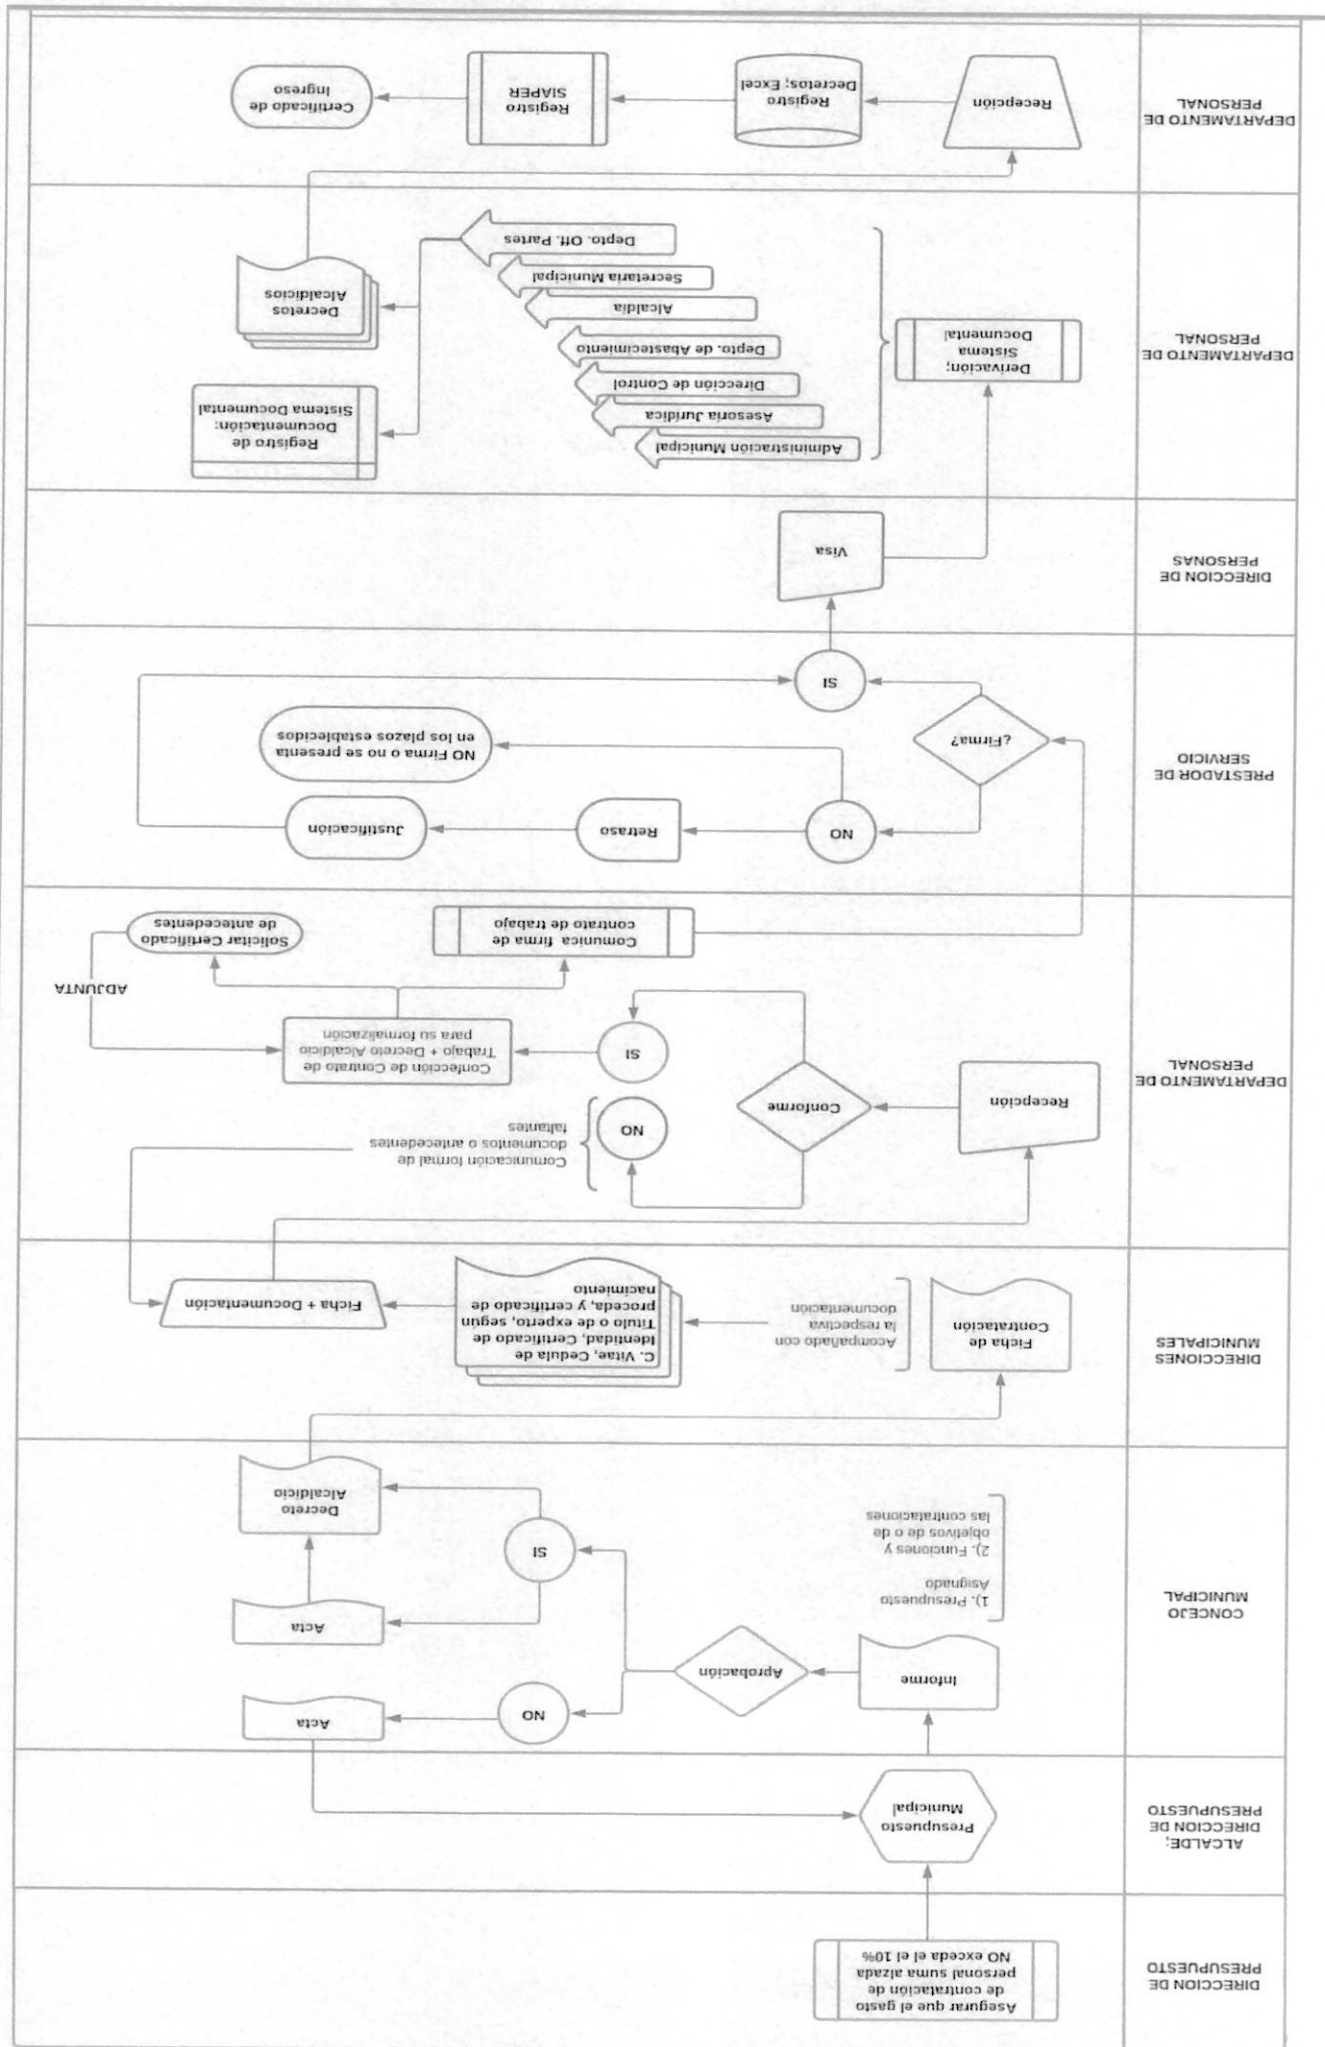 DIRECCION DE
PRESUPUESTO
Asegurar que el gasto
de contratación de
personal suma alzada
NO exceda el el 10%
ALCALDE;
DIRECCION DE
PRESUPUESTO
Presupuesto
Municipal
CONCEJO
MUNICIPAL
Informe
1). Presupuesto
Asignado
2). Funciones y
objetivos de o de
las contrataciones
Aprobación
NO
Acta
SI
Acta
Decreto
Alcaldicio
DIRECCIONES
MUNICIPALES
Ficha de
Contratación
Acompañado con
la respectiva
documentación
C. Vitae, Cedula de
Identidad, Certificado de
Titulo o de experto, según
proceda, y certificado de
nacimiento
Ficha + Documentación
DEPARTAMENTO DE
PERSONAL
Recepción
Conforme
NO
Comunicación formal de
documentos o antecedentes
faltantes
SI
Confección de Contrato de
Trabajo + Decreto Alcaldicio
para su formalización
ADJUNTA
Comunica firma de
contrato de trabajo
Solicitar Certificado
de antecedentes
PRESTADOR DE
SERVICIO
¿Firma?
NO
Retraso
Justificación
NO Firma o no se presenta
en los plazos establecidos
SI
DIRECCION DE
PERSONAS
Visa
DEPARTAMENTO DE
PERSONAL
Derivación;
Sistema
Documental
Administración Municipal
Asesoria Jurídica
Dirección de Control
Depto. de Abastecimiento
Alcaldía
Secretaria Municipal
Depto. Off. Partes
Registro de
Documentación:
Sistema Documental
Decretos
Alcaldicios
DEPARTAMENTO DE
PERSONAL
Recepción
Registro
Decretos; Excel
Registro
SIAPER
Certificado de
Ingreso